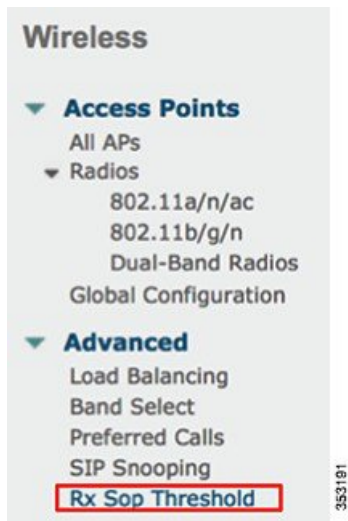 Wireless
Access Points
All APs
Radios
802.11a/n/ac
802.11b/g/n
Dual-Band Radios
Global Configuration
Advanced
Load Balancing
Band Select
Preferred Calls
SIP Snooping
Rx Sop Threshold
353191